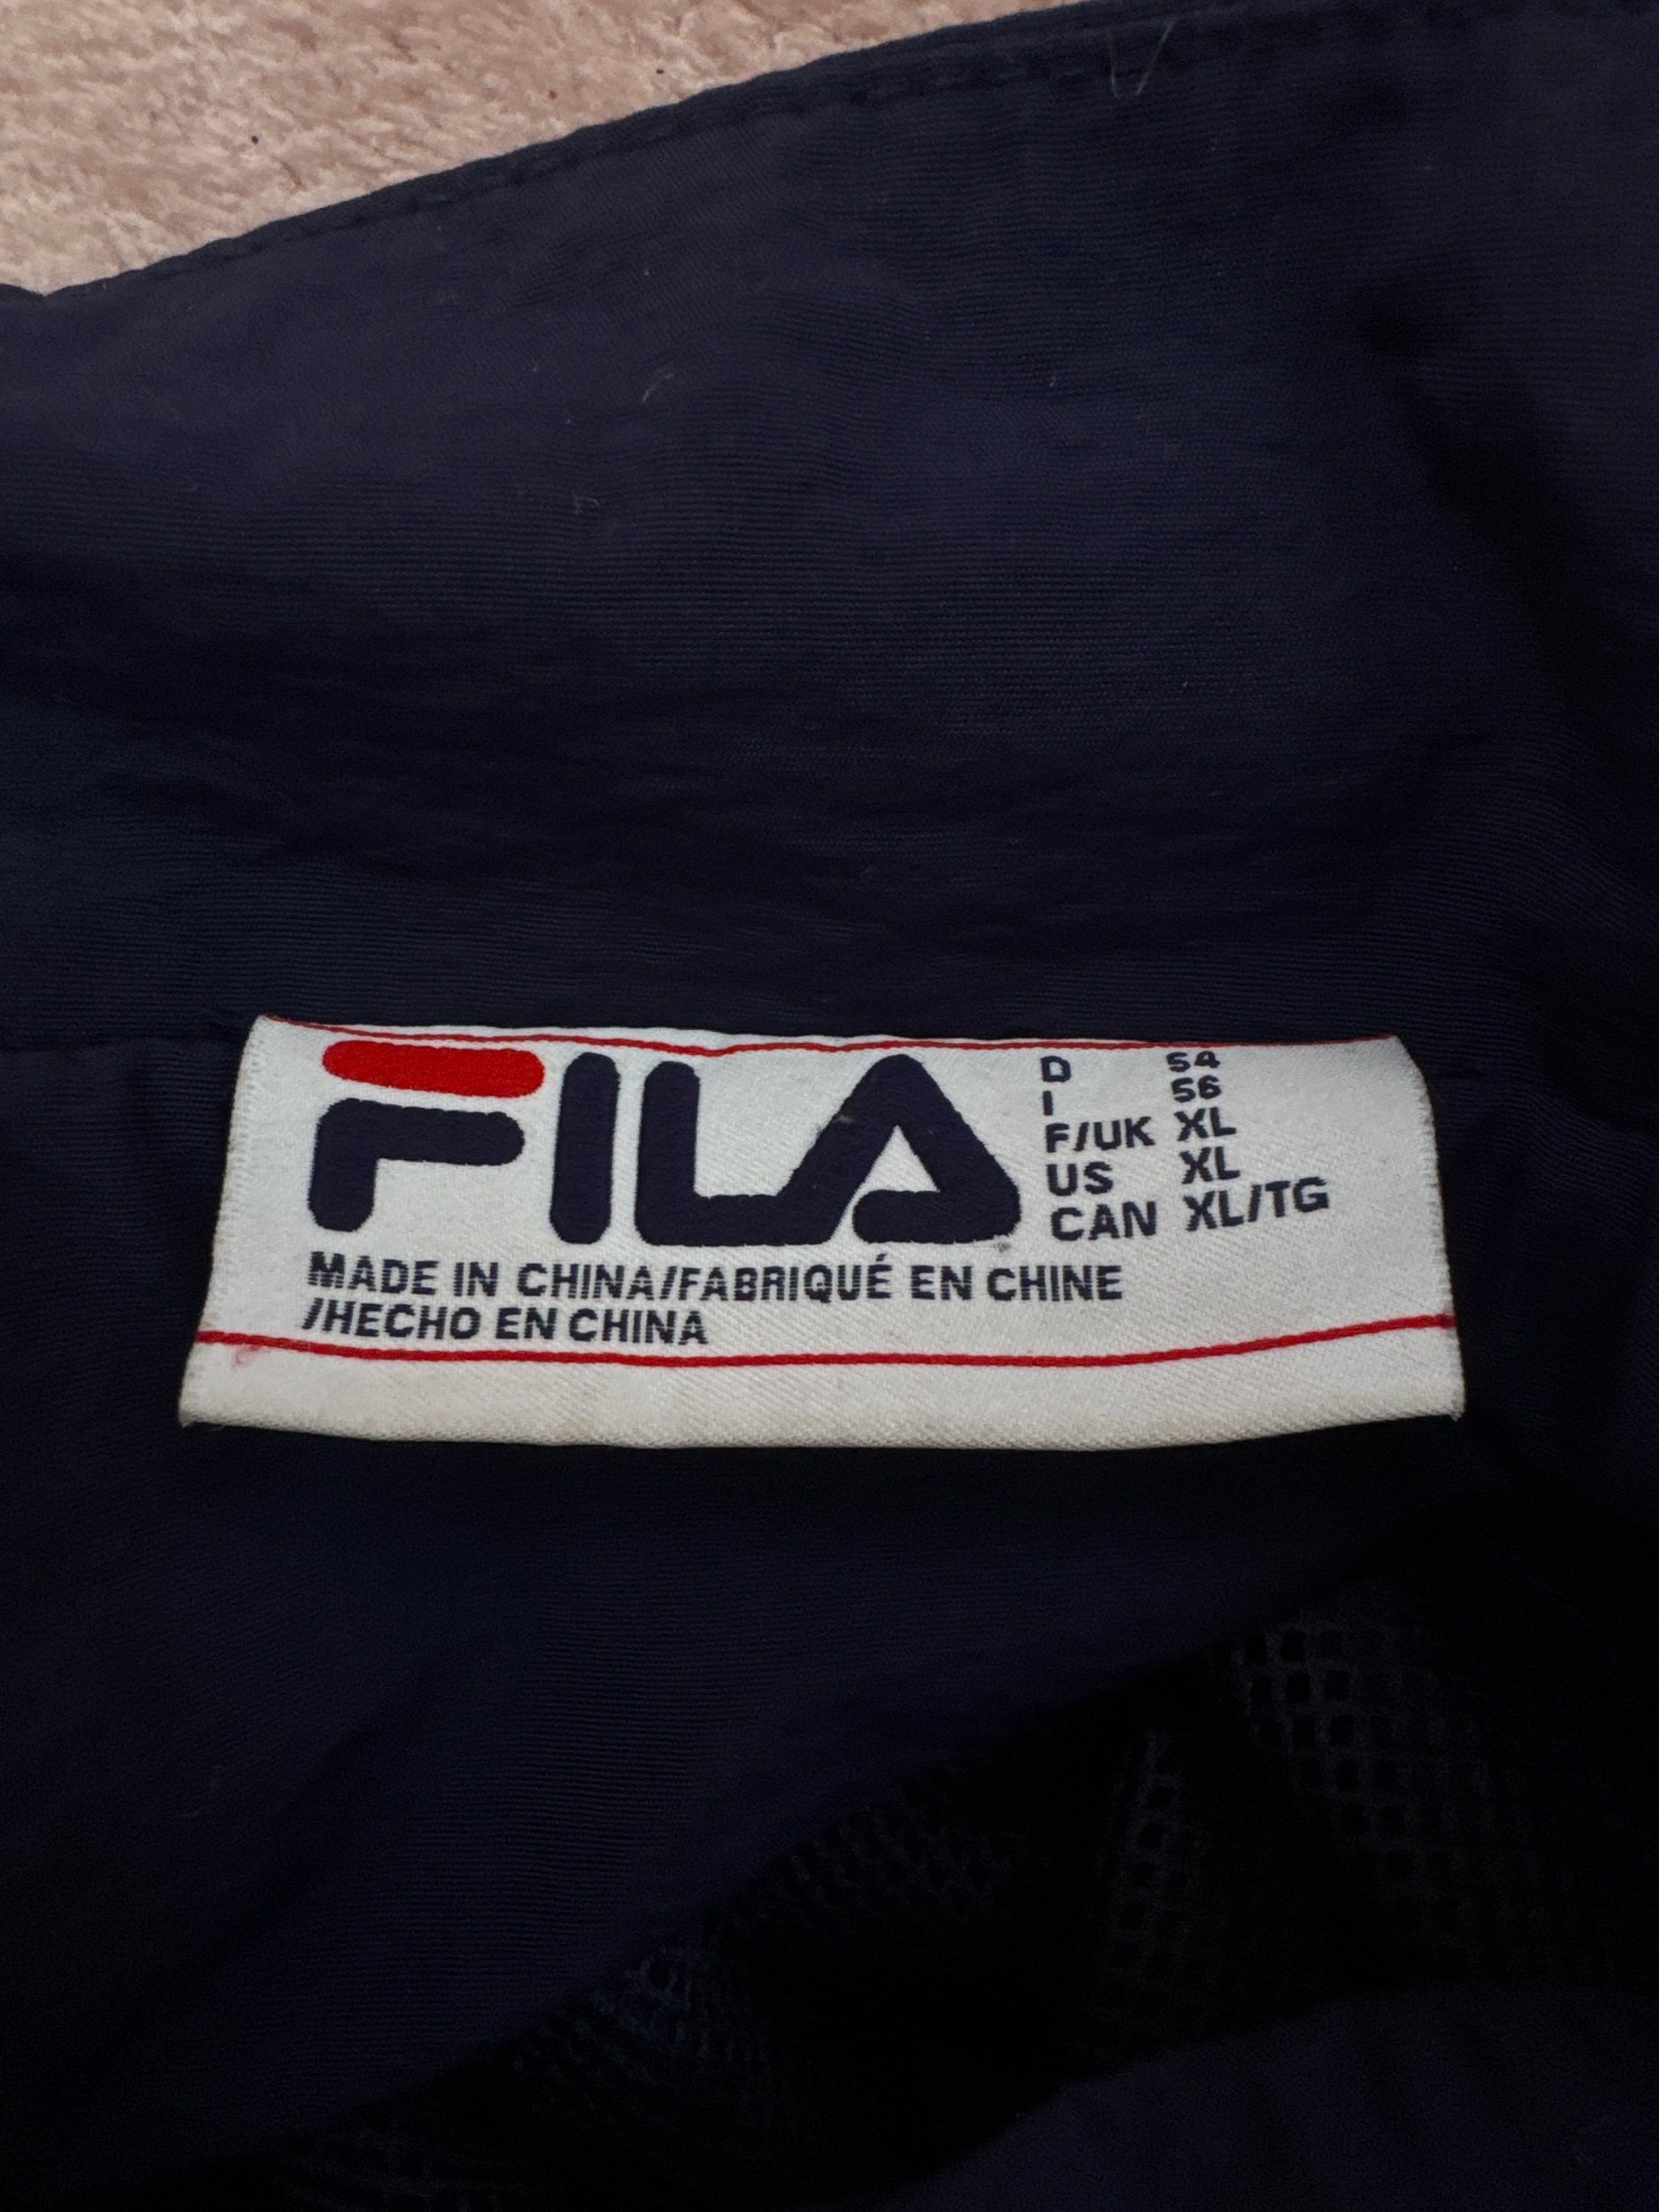 FILA
D 54
I 56
F/UK XL
US XL
CAN XL/TG
MADE IN CHINA/FABRIQUÉ EN CHINE
/HECHO EN CHINA